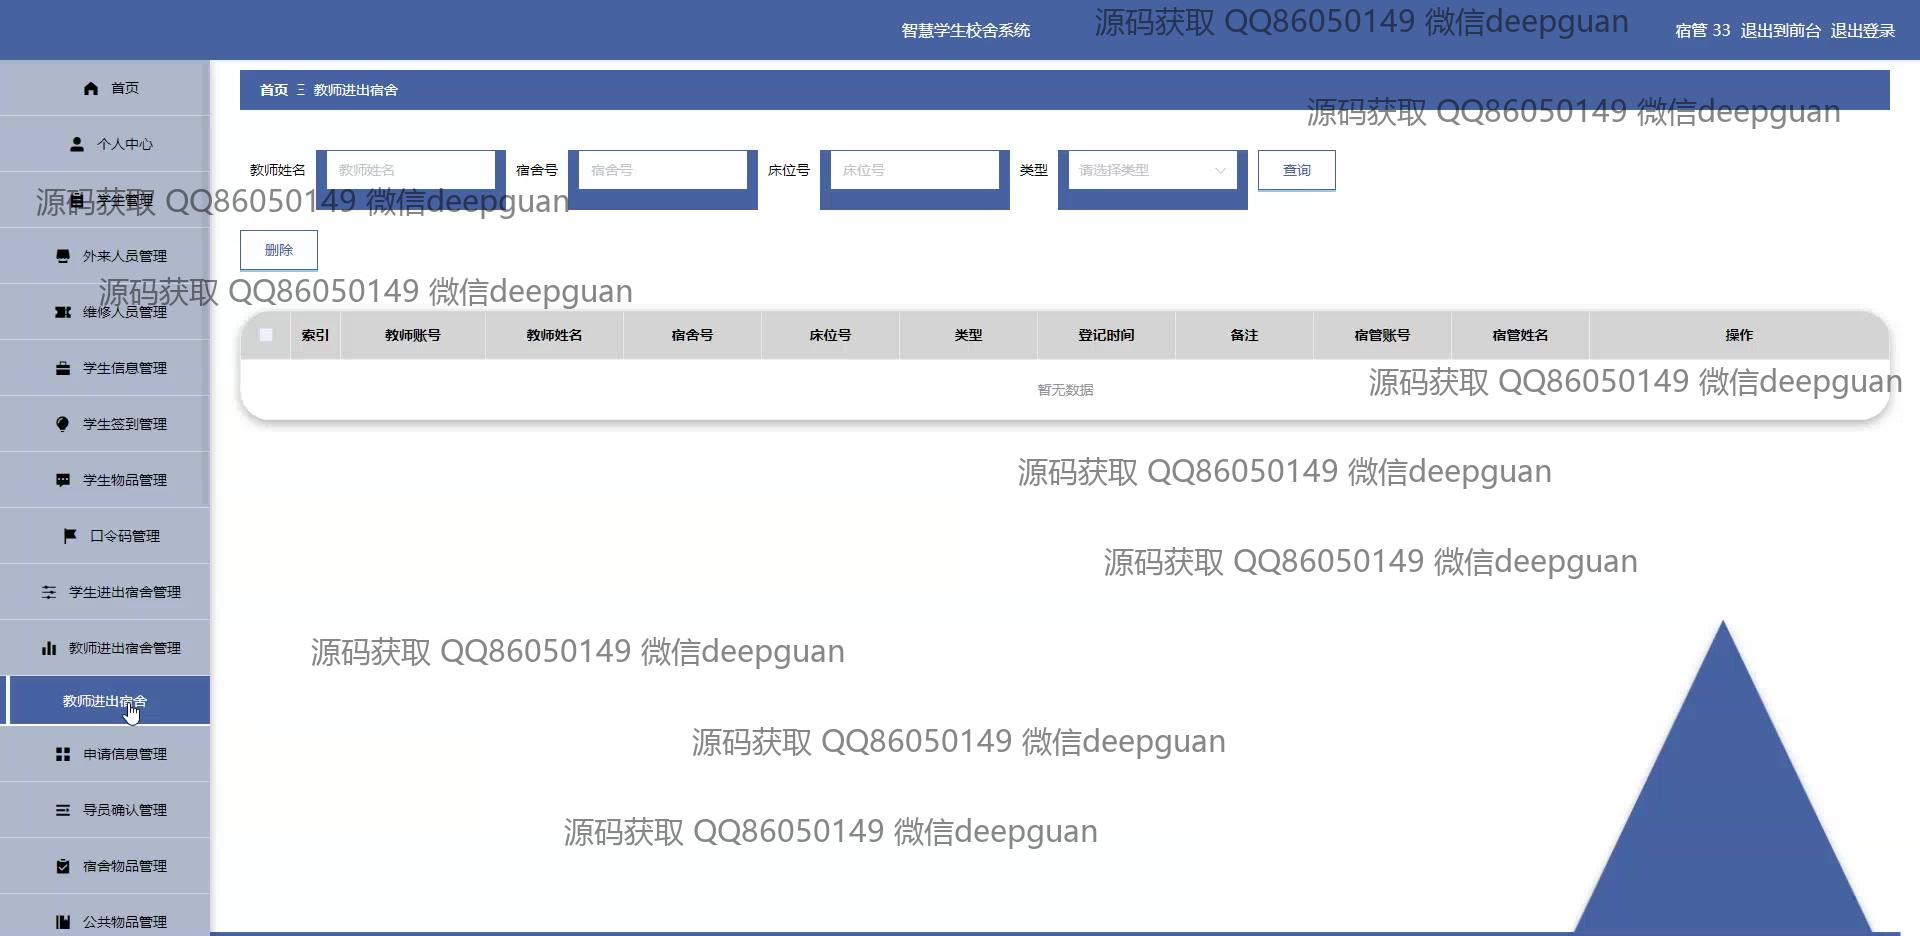 智慧学生校舍系统
源码获取 QQ86050149 微信deepguan
宿管 33 退出到前台 退出登录
首页
个人中心
学生管理
外来人员管理
维修人员管理
学生信息管理
学生签到管理
学生物品管理
口令码管理
学生进出宿舍管理
教师进出宿舍管理
教师进出宿舍
申请信息管理
导员确认管理
宿舍物品管理
公共物品管理
首页 教师进出宿舍
源码获取 QQ86050149 微信deepguan
教师姓名 教师姓名 宿舍号 宿舍号 床位号 床位号 类型 请选择类型 查询
源码获取 QQ86050149 微信deepguan
删除
源码获取 QQ86050149 微信deepguan
索引 教师账号 教师姓名 宿舍号 床位号 类型 登记时间 备注 宿管账号 宿管姓名 操作
暂无数据
源码获取 QQ86050149 微信deepguan
源码获取 QQ86050149 微信deepguan
源码获取 QQ86050149 微信deepguan
源码获取 QQ86050149 微信deepguan
源码获取 QQ86050149 微信deepguan
源码获取 QQ86050149 微信deepguan